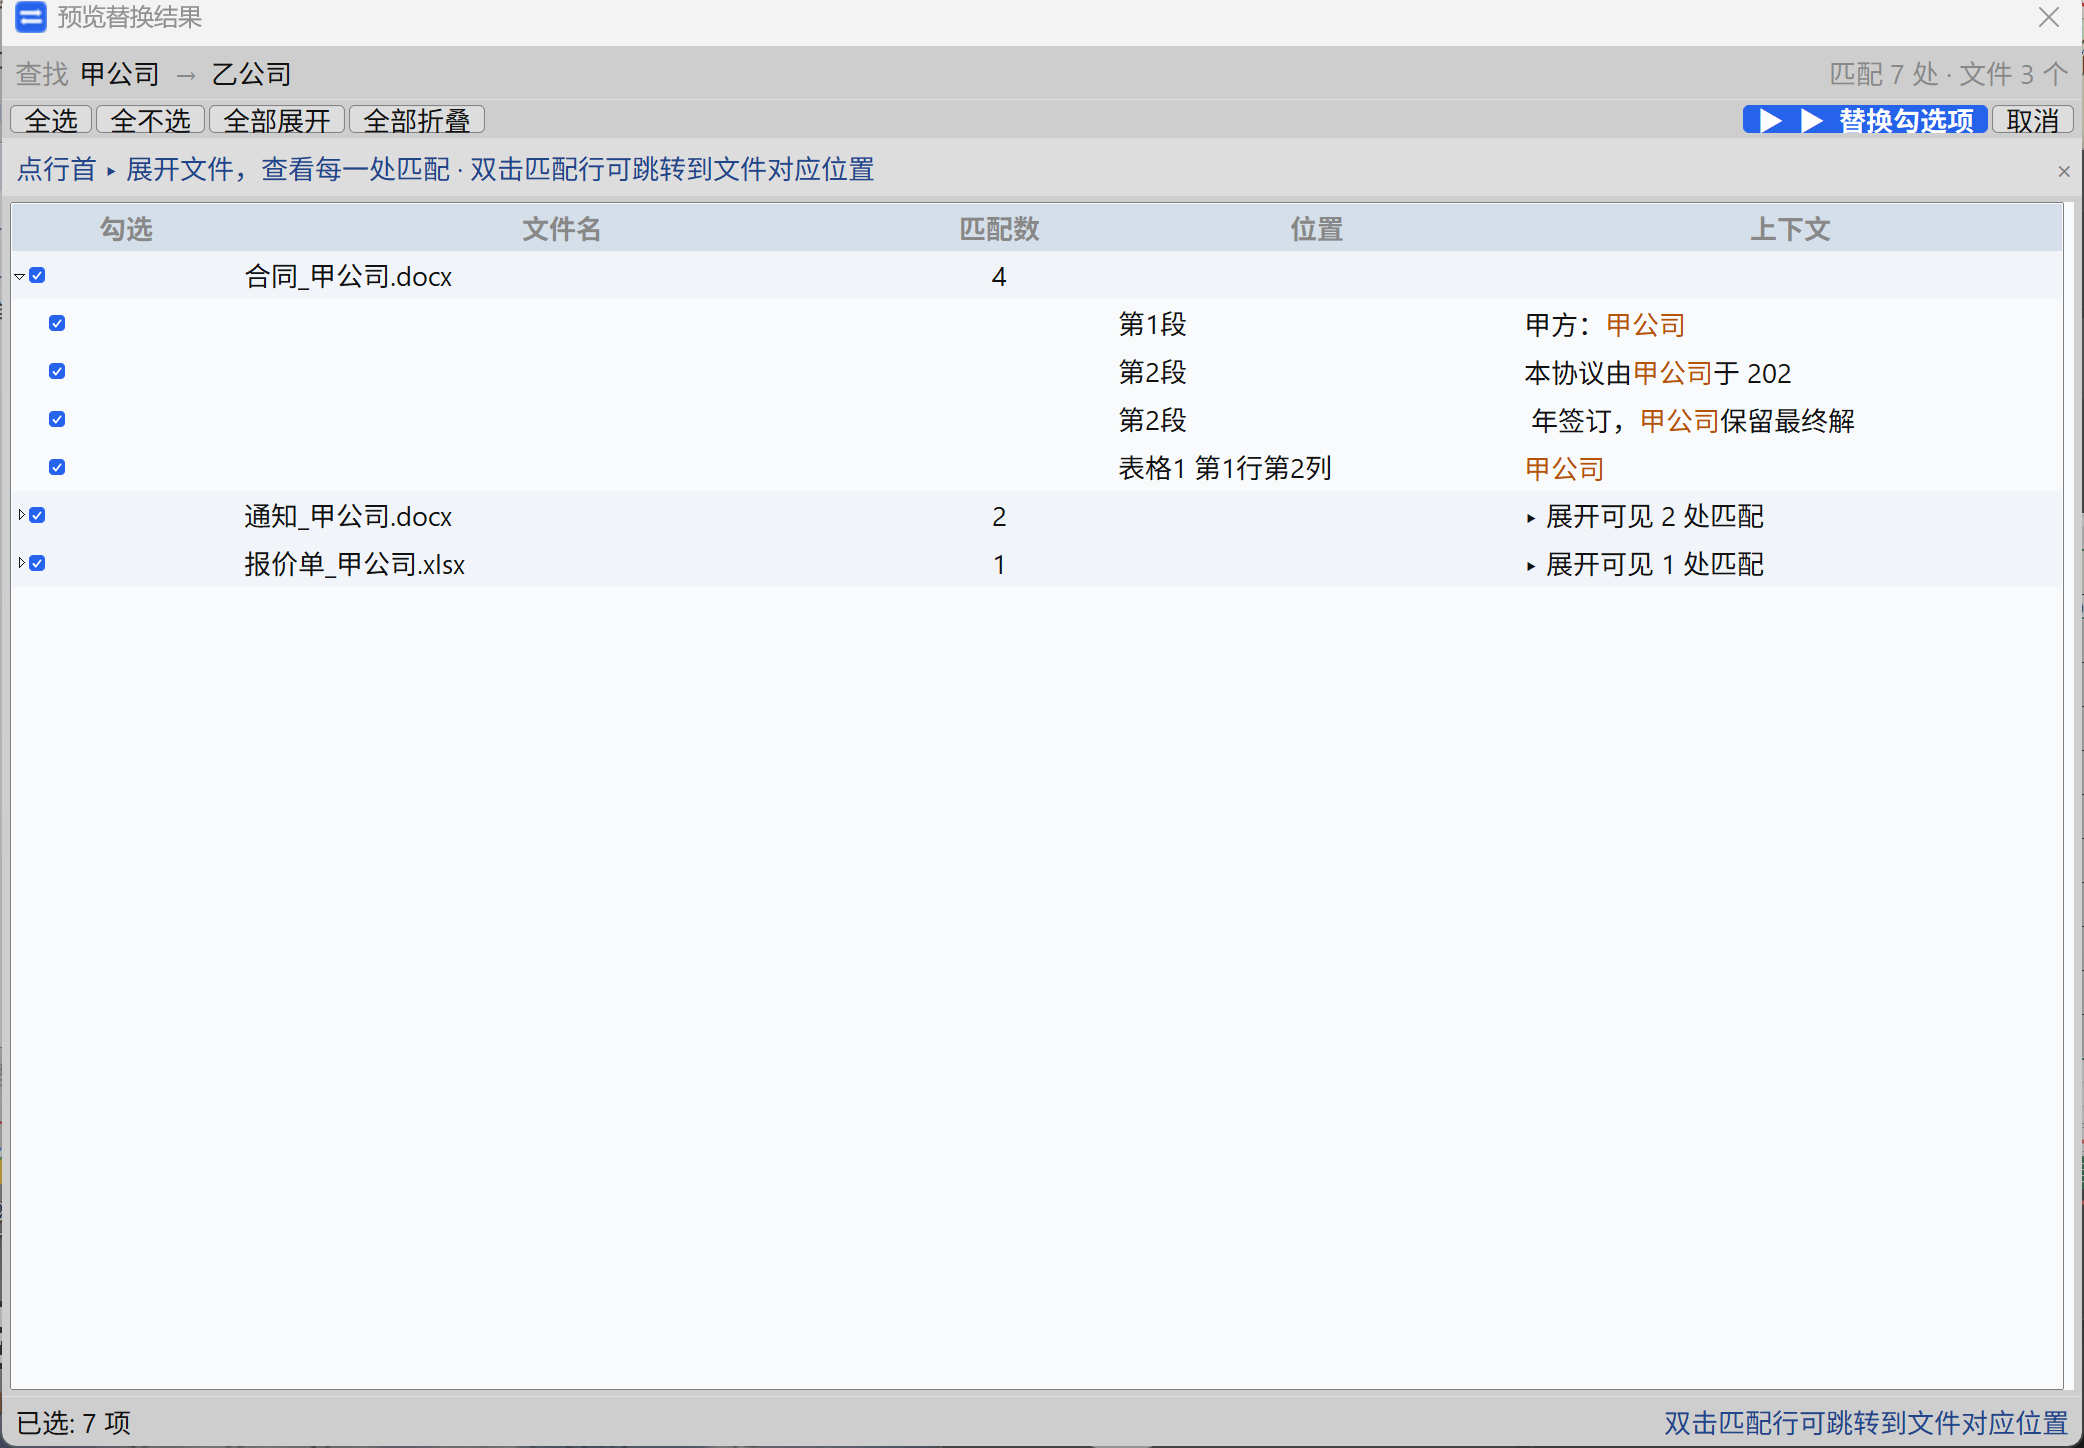 预览替换结果
查找 甲公司 → 乙公司
匹配 7 处 · 文件 3 个
全选 全不选 全部展开 全部折叠
▶ ▶ 替换勾选项 取消
点行首 ▸ 展开文件，查看每一处匹配 · 双击匹配行可跳转到文件对应位置
勾选 文件名 匹配数 位置 上下文
合同_甲公司.docx 4
第1段 甲方：甲公司
第2段 本协议由甲公司于 202
第2段 年签订，甲公司保留最终解
表格1 第1行第2列 甲公司
通知_甲公司.docx 2 ▸ 展开可见 2 处匹配
报价单_甲公司.xlsx 1 ▸ 展开可见 1 处匹配
已选: 7 项
双击匹配行可跳转到文件对应位置